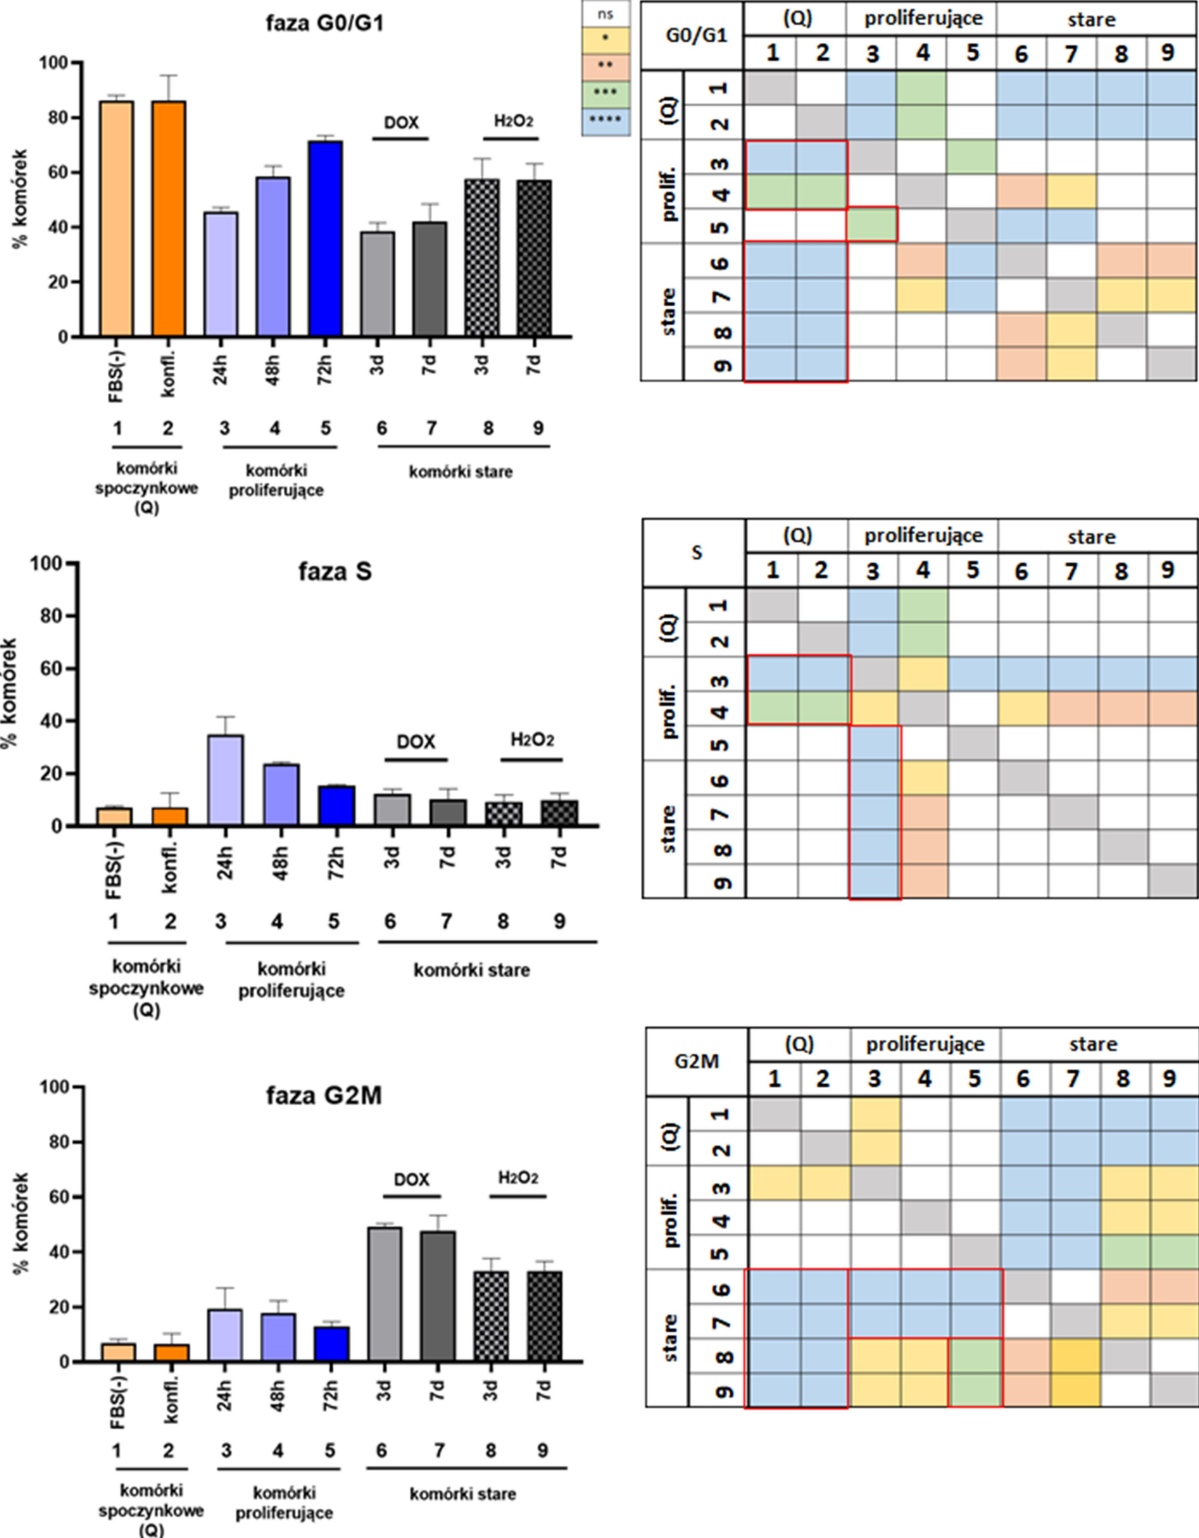 faza G0/G1
% komórek
100
80
60
40
20
0
DOX
H2O2
FBS(-)
konfl.
24h
48h
72h
3d
7d
3d
7d
1 2 3 4 5 6 7 8 9
komórki spoczynkowe (Q)
komórki proliferujące
komórki stare
ns
*
**
***
****
G0/G1
(Q) proliferujące stare
1 2 3 4 5 6 7 8 9
(Q)
1
2
prolif.
3
4
5
stare
6
7
8
9
faza S
% komórek
100
80
60
40
20
0
DOX
H2O2
FBS(-)
konfl.
24h
48h
72h
3d
7d
3d
7d
1 2 3 4 5 6 7 8 9
komórki spoczynkowe (Q)
komórki proliferujące
komórki stare
S
(Q) proliferujące stare
1 2 3 4 5 6 7 8 9
(Q)
1
2
prolif.
3
4
5
stare
6
7
8
9
faza G2M
% komórek
100
80
60
40
20
0
DOX
H2O2
FBS(-)
konfl.
24h
48h
72h
3d
7d
3d
7d
1 2 3 4 5 6 7 8 9
komórki spoczynkowe (Q)
komórki proliferujące
komórki stare
G2M
(Q) proliferujące stare
1 2 3 4 5 6 7 8 9
(Q)
1
2
prolif.
3
4
5
stare
6
7
8
9